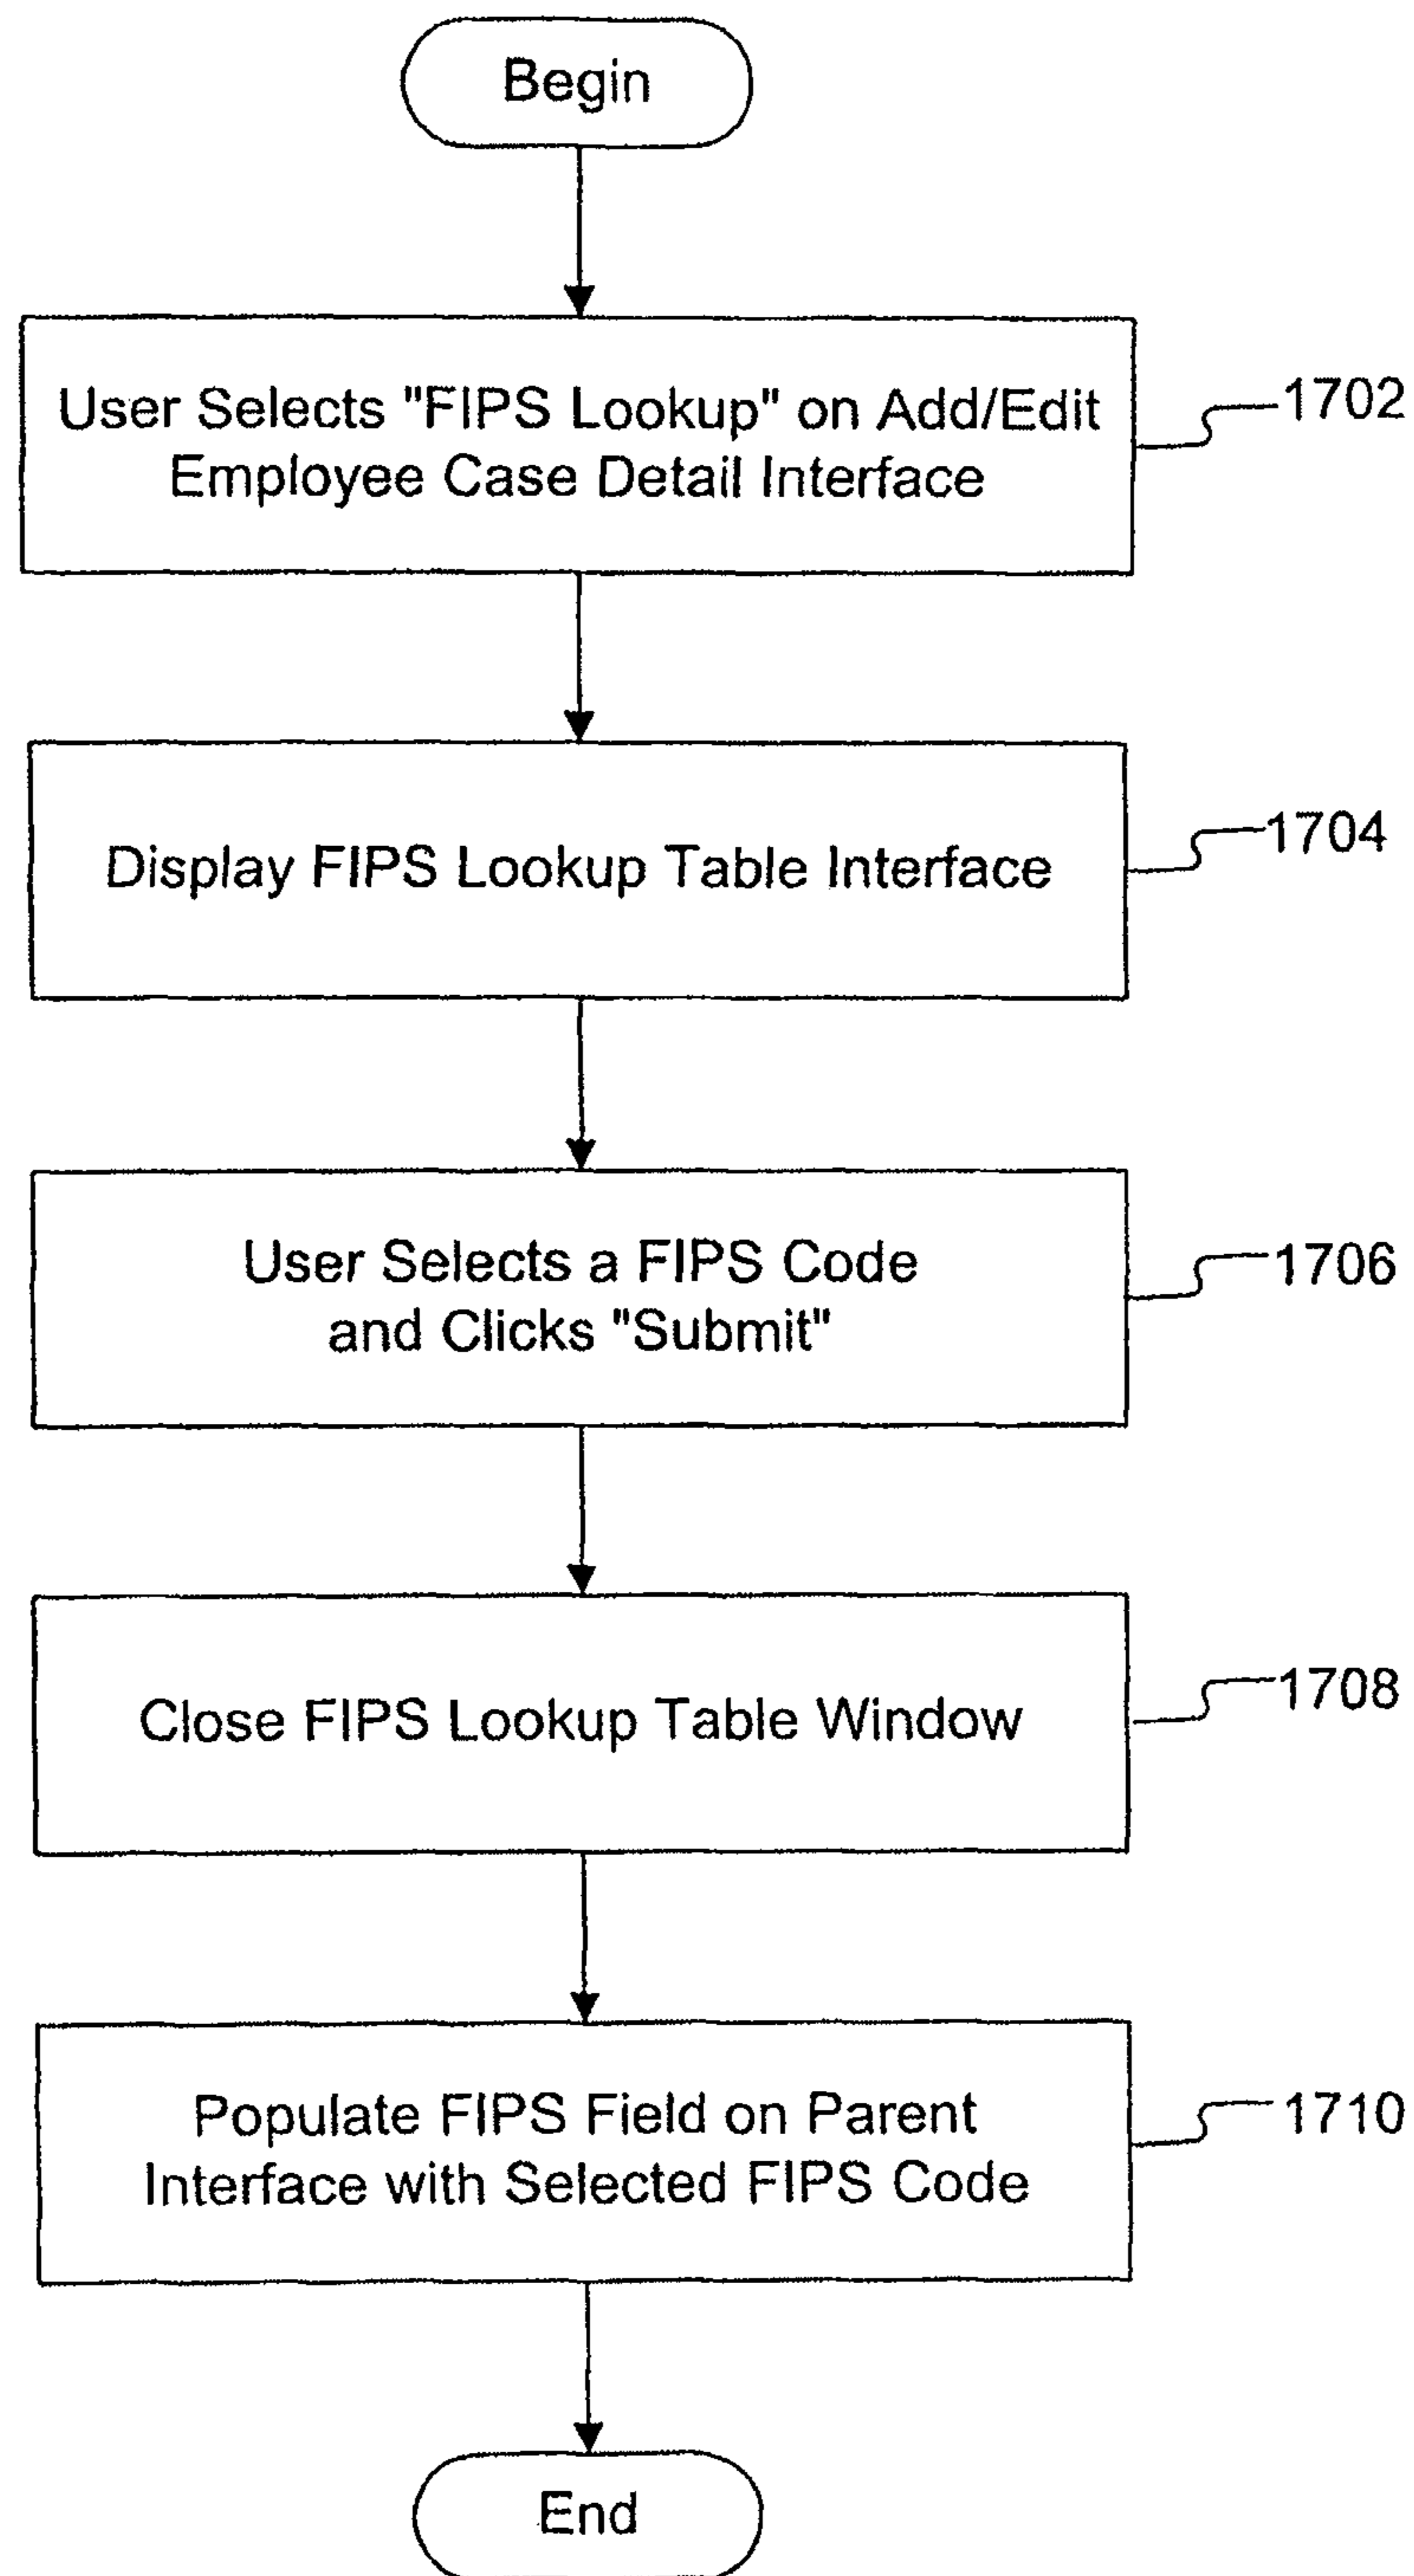 Begin
User Selects "FIPS Lookup" on Add/Edit
Employee Case Detail Interface
1702
Display FIPS Lookup Table Interface
1704
User Selects a FIPS Code
and Clicks "Submit"
1706
Close FIPS Lookup Table Window
1708
Populate FIPS Field on Parent
Interface with Selected FIPS Code
1710
End